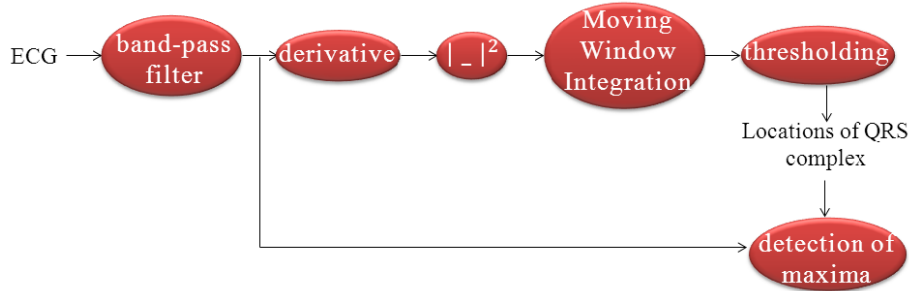 ECG
band-pass
filter
derivative
|_|²
Moving
Window
Integration
thresholding
Locations of QRS
complex
detection of
maxima